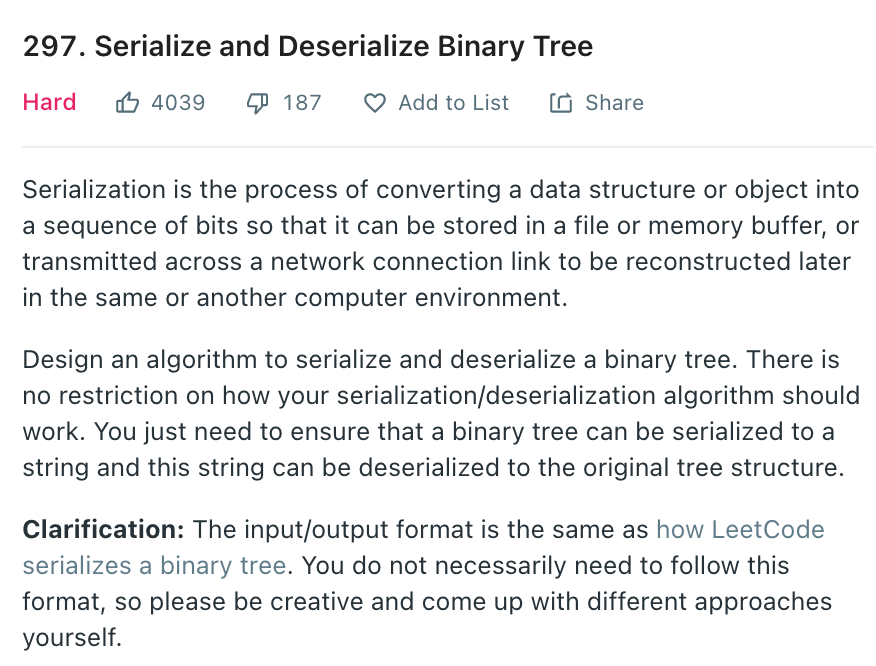 297. Serialize and Deserialize Binary Tree
Hard 4039 187 Add to List Share
Serialization is the process of converting a data structure or object into
a sequence of bits so that it can be stored in a file or memory buffer, or
transmitted across a network connection link to be reconstructed later
in the same or another computer environment.
Design an algorithm to serialize and deserialize a binary tree. There is
no restriction on how your serialization/deserialization algorithm should
work. You just need to ensure that a binary tree can be serialized to a
string and this string can be deserialized to the original tree structure.
Clarification: The input/output format is the same as how LeetCode
serializes a binary tree. You do not necessarily need to follow this
format, so please be creative and come up with different approaches
yourself.